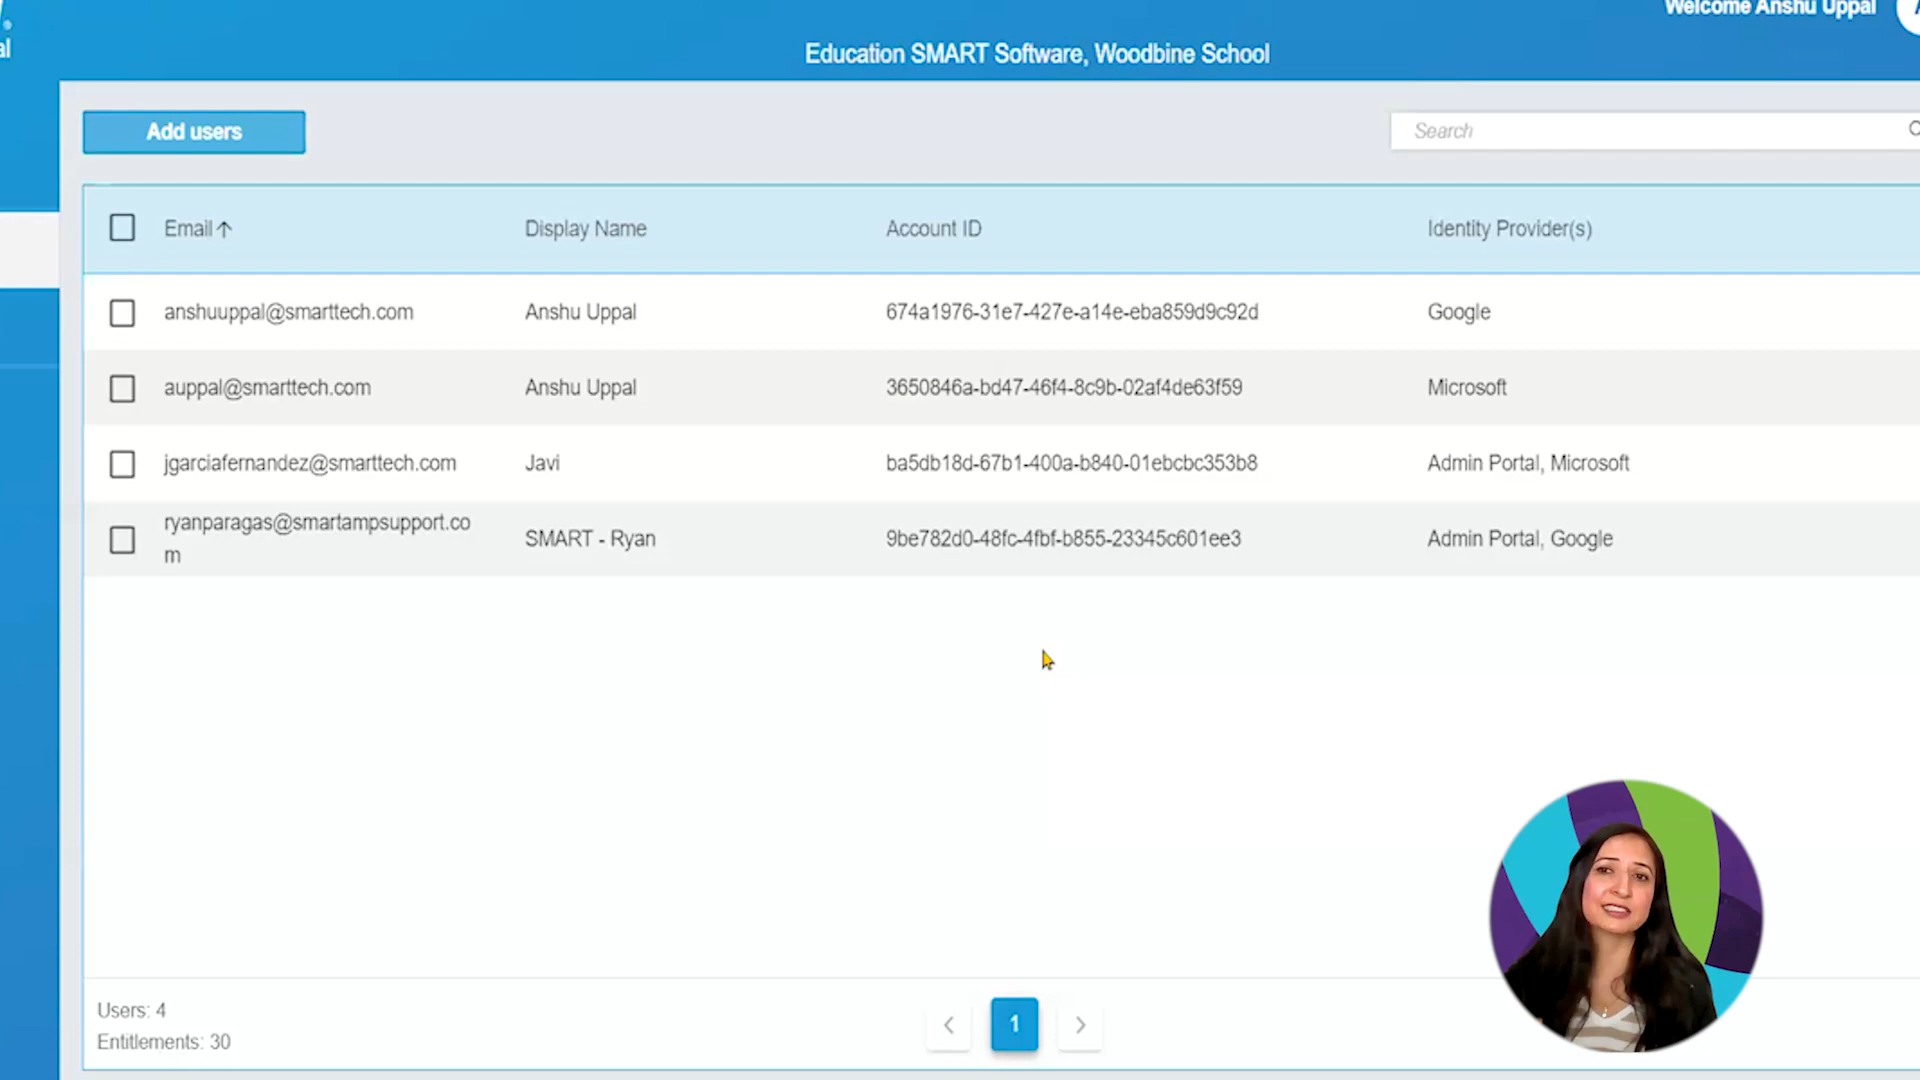 Welcome Anshu Uppal
al
Education SMART Software, Woodbine School
Add users
Search
Email
Display Name
Account ID
Identity Provider(s)
anshuuppal@smarttech.com
Anshu Uppal
674a1976-31e7-427e-a14e-eba859d9c92d
Google
auppal@smarttech.com
Anshu Uppal
3650846a-bd47-46f4-8c9b-02af4de63f59
Microsoft
jgarciafernandez@smarttech.com
Javi
ba5db18d-67b1-400a-b840-01ebcbc353b8
Admin Portal, Microsoft
ryanparagas@smartampsupport.co
m
SMART - Ryan
9be782d0-48fc-4fbf-b855-23345c601ee3
Admin Portal, Google
Users: 4
Entitlements: 30
1